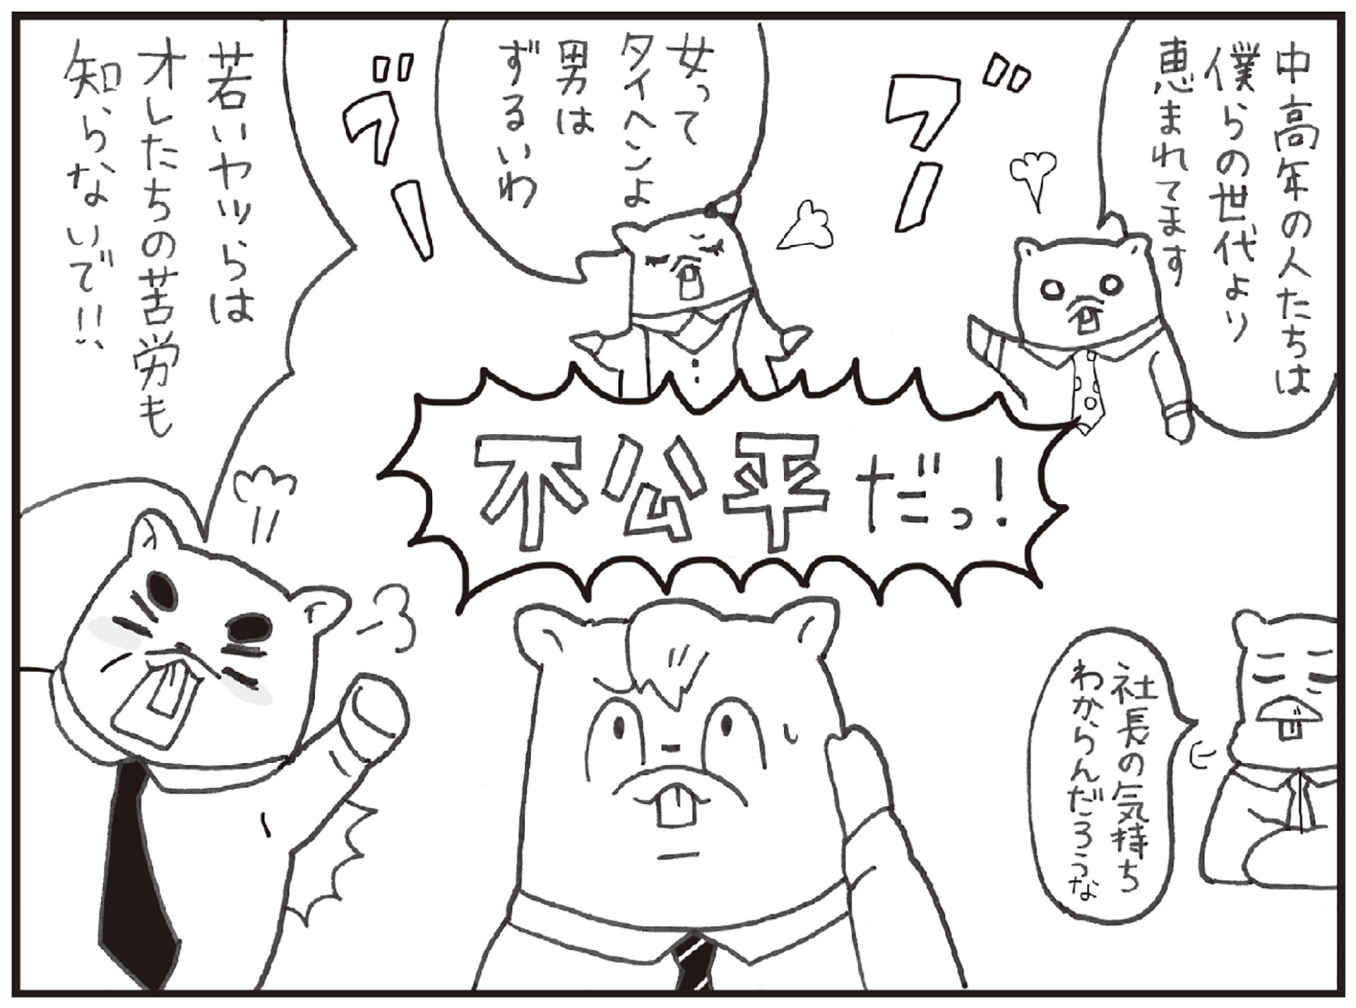 中高年の人たちは
僕らの世代より
恵まれてます
ブー
女って
タイヘンよ
男は
ずるいわ
ブー
若いヤツらは
オレたちの苦労も
知らないで!!
不公平だっ!
社長の気持ち
わからんだろうな